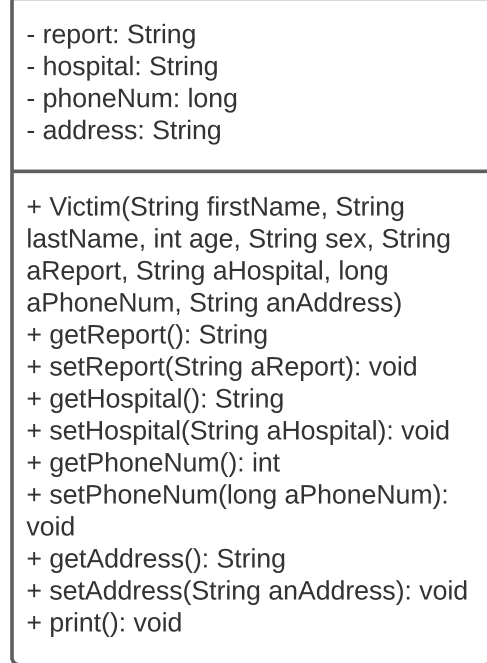 - report: String
- hospital: String
- phoneNum: long
- address: String
+ Victim(String firstName, String
lastName, int age, String sex, String
aReport, String aHospital, long
aPhoneNum, String anAddress)
+ getReport(): String
+ setReport(String aReport): void
+ getHospital(): String
+ setHospital(String aHospital): void
+ getPhoneNum(): int
+ setPhoneNum(long aPhoneNum):
void
+ getAddress(): String
+ setAddress(String anAddress): void
+ print(): void